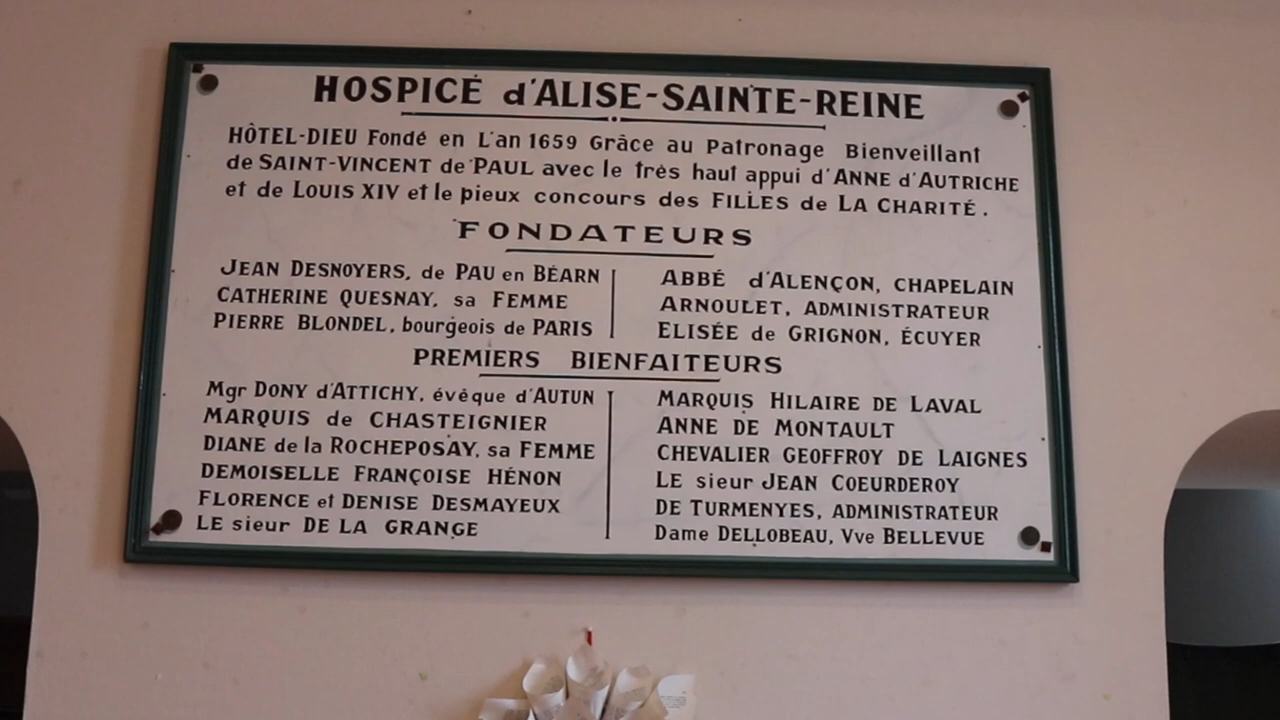 HOSPICE d'ALISE-SAINTE-REINE
HÔTEL-DIEU Fondé en L'an 1659 Grâce au Patronage Bienveillant
de SAINT-VINCENT de PAUL avec le très haut appui d'ANNE d'AUTRICHE
et de LOUIS XIV et le pieux concours des FILLES de LA CHARITÉ.
FONDATEURS
JEAN DESNOYERS, de PAU en BÉARN
CATHERINE QUESNAY, sa FEMME
PIERRE BLONDEL, bourgeois de PARIS
ABBÉ d'ALENÇON, CHAPELAIN
ARNOULET, ADMINISTRATEUR
ELISÉE de GRIGNON, ÉCUYER
PREMIERS BIENFAITEURS
Mgr DONY d'ATTICHY, évêque d'AUTUN
MARQUIS de CHASTEIGNIER
DIANE de la ROCHEPOSAY, sa FEMME
DEMOISELLE FRANÇOISE HÉNON
FLORENCE et DENISE DESMAYEUX
LE sieur DE LA GRANGE
MARQUIS HILAIRE DE LAVAL
ANNE DE MONTAULT
CHEVALIER GEOFFROY DE LAIGNES
LE sieur JEAN COEURDEROY
DE TURMENYES, ADMINISTRATEUR
Dame DELLOBEAU, Vve BELLEVUE